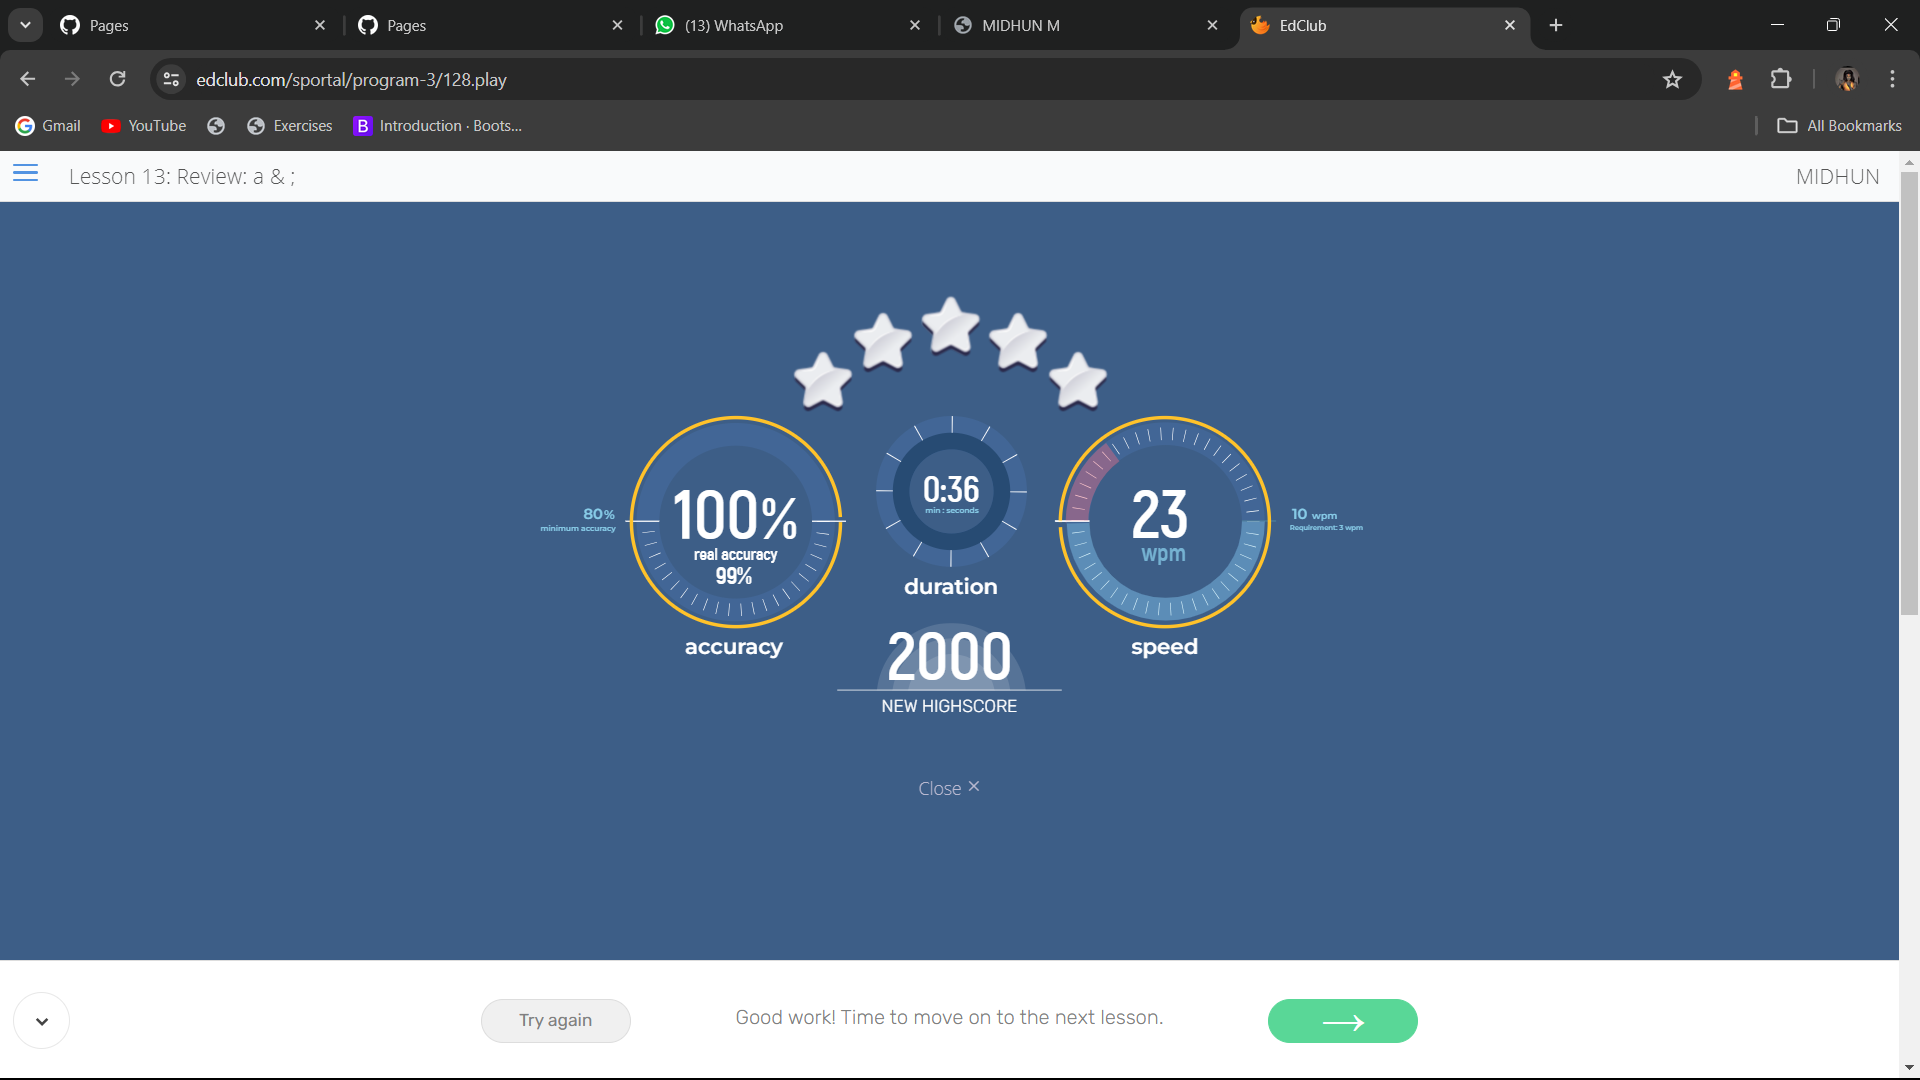 Pages
Pages
(13) WhatsApp
MIDHUN M
EdClub
edclub.com/sportal/program-3/128.play
Gmail
YouTube
Exercises
B Introduction · Boots...
All Bookmarks
Lesson 13: Review: a & ;
MIDHUN
80%
minimum accuracy
100%
real accuracy
99%
accuracy
0:36
min : seconds
duration
23
wpm
speed
10 wpm
Requirement: 3 wpm
2000
NEW HIGHSCORE
Close ×
Try again
Good work! Time to move on to the next lesson.